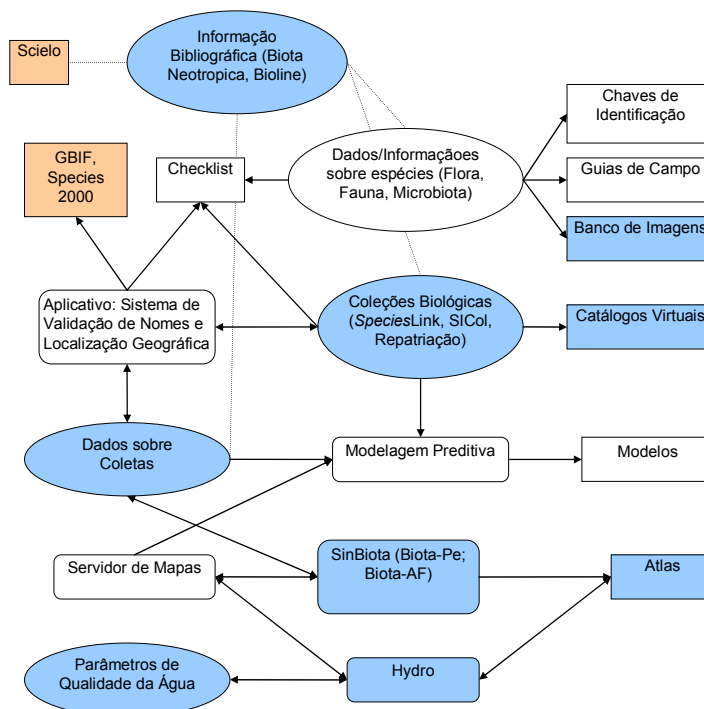 Informação
Bibliográfica (Biota
Neotropica, Bioline)
Scielo
Chaves de
Identificação
GBIF,
Species
2000
Checklist
Dados/Informaçãoes
sobre espécies (Flora,
Fauna, Microbiota)
Guias de Campo
Banco de Imagens
Aplicativo: Sistema de
Validação de Nomes e
Localização Geográfica
Coleções Biológicas
(SpeciesLink, SICol,
Repatriação)
Catálogos Virtuais
Dados sobre
Coletas
Modelagem Preditiva
Modelos
Servidor de Mapas
SinBiota (Biota-Pe;
Biota-AF)
Atlas
Parâmetros de
Qualidade da Água
Hydro